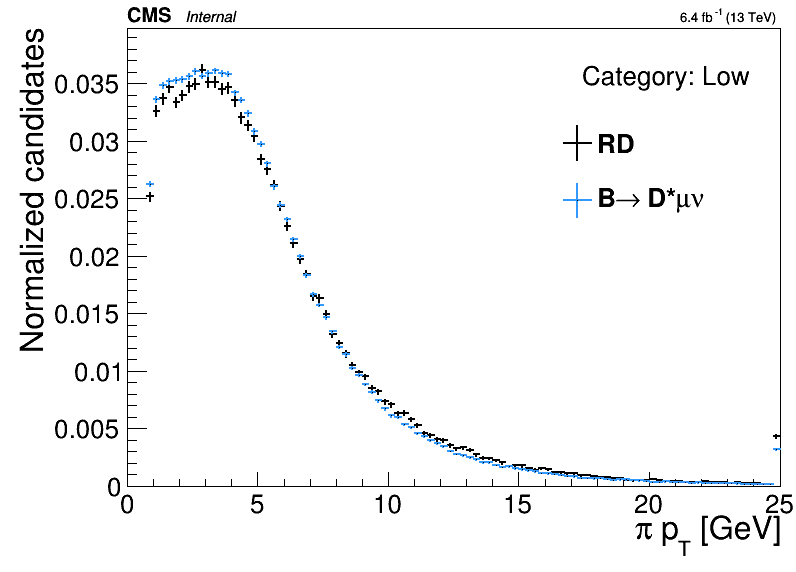 CMS Internal 6.4 fb⁻¹ (13 TeV)
Normalized candidates
Category: Low
RD
B→ D*μν
0.035
0.03
0.025
0.02
0.015
0.01
0.005
0
0 5 10 15 20 25
π p_T [GeV]